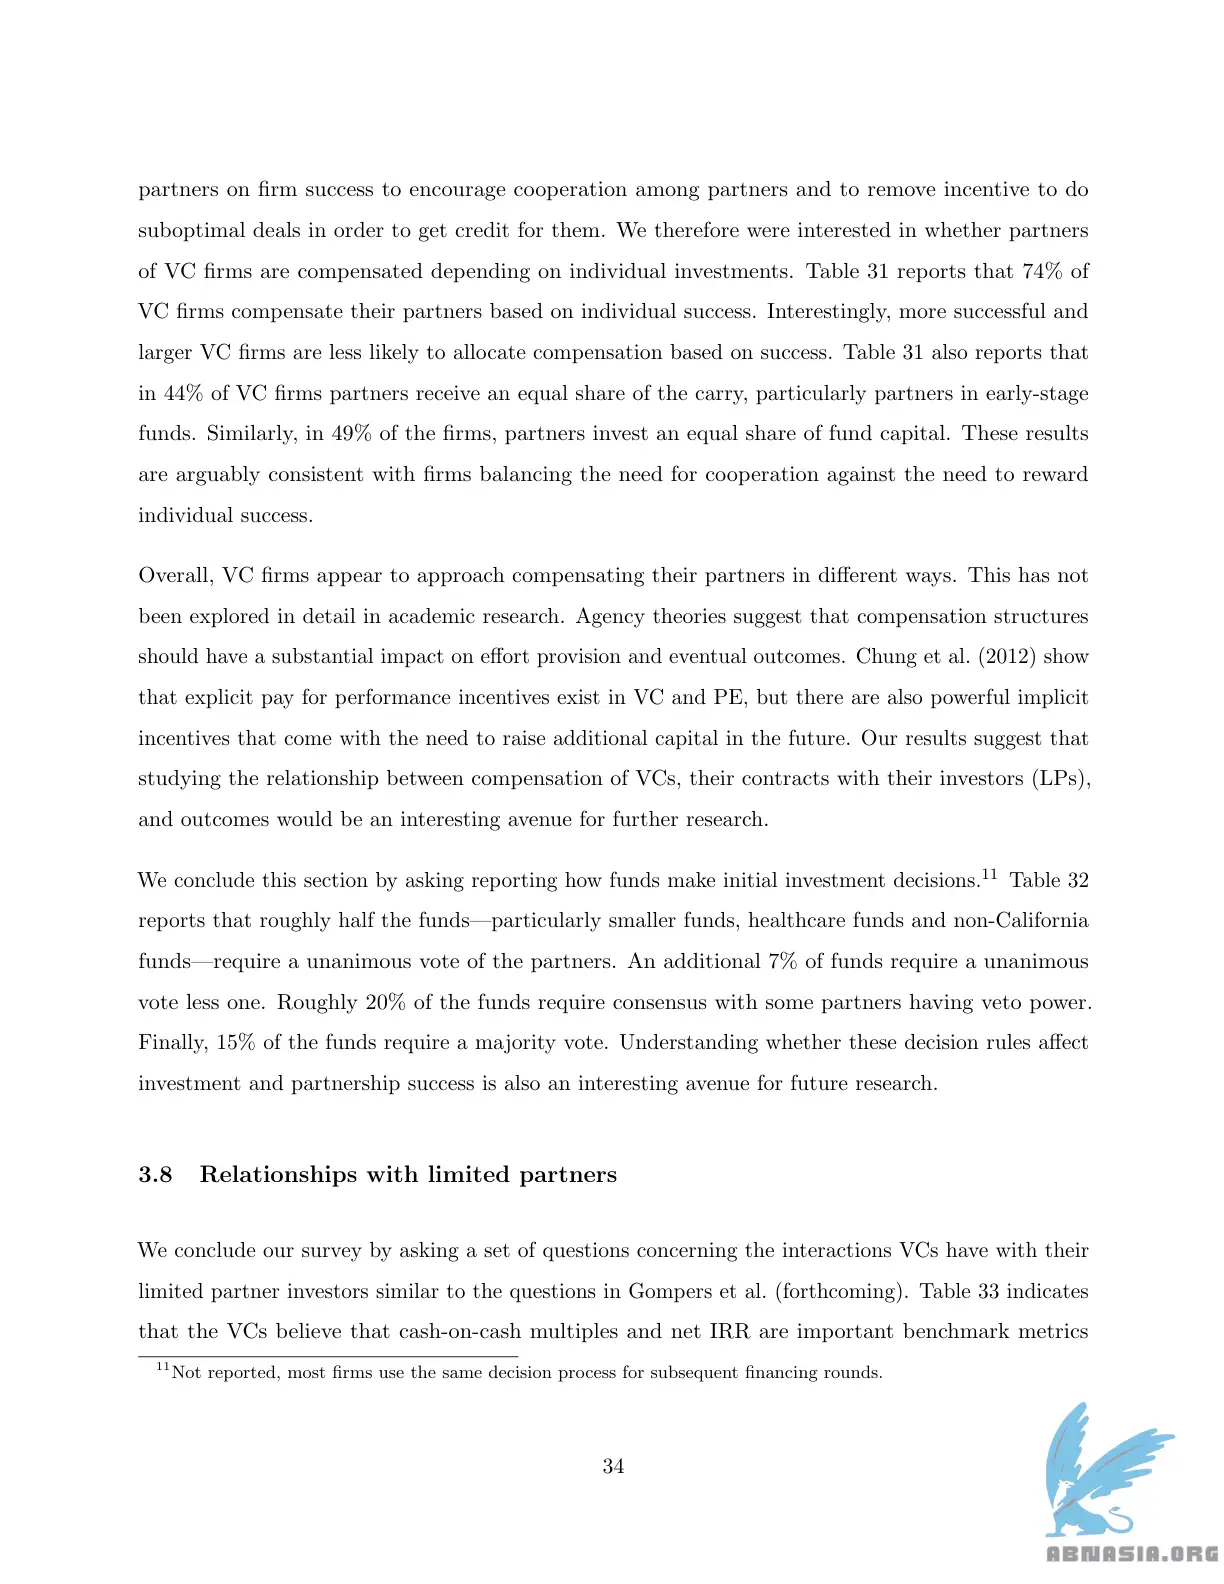 partners on firm success to encourage cooperation among partners and to remove incentive to do
suboptimal deals in order to get credit for them. We therefore were interested in whether partners
of VC firms are compensated depending on individual investments. Table 31 reports that 74% of
VC firms compensate their partners based on individual success. Interestingly, more successful and
larger VC firms are less likely to allocate compensation based on success. Table 31 also reports that
in 44% of VC firms partners receive an equal share of the carry, particularly partners in early-stage
funds. Similarly, in 49% of the firms, partners invest an equal share of fund capital. These results
are arguably consistent with firms balancing the need for cooperation against the need to reward
individual success.
Overall, VC firms appear to approach compensating their partners in different ways. This has not
been explored in detail in academic research. Agency theories suggest that compensation structures
should have a substantial impact on effort provision and eventual outcomes. Chung et al. (2012) show
that explicit pay for performance incentives exist in VC and PE, but there are also powerful implicit
incentives that come with the need to raise additional capital in the future. Our results suggest that
studying the relationship between compensation of VCs, their contracts with their investors (LPs),
and outcomes would be an interesting avenue for further research.
We conclude this section by asking reporting how funds make initial investment decisions.11 Table 32
reports that roughly half the funds—particularly smaller funds, healthcare funds and non-California
funds—require a unanimous vote of the partners. An additional 7% of funds require a unanimous
vote less one. Roughly 20% of the funds require consensus with some partners having veto power.
Finally, 15% of the funds require a majority vote. Understanding whether these decision rules affect
investment and partnership success is also an interesting avenue for future research.
3.8 Relationships with limited partners
We conclude our survey by asking a set of questions concerning the interactions VCs have with their
limited partner investors similar to the questions in Gompers et al. (forthcoming). Table 33 indicates
that the VCs believe that cash-on-cash multiples and net IRR are important benchmark metrics
11Not reported, most firms use the same decision process for subsequent financing rounds.
34
ABNASIA.ORG